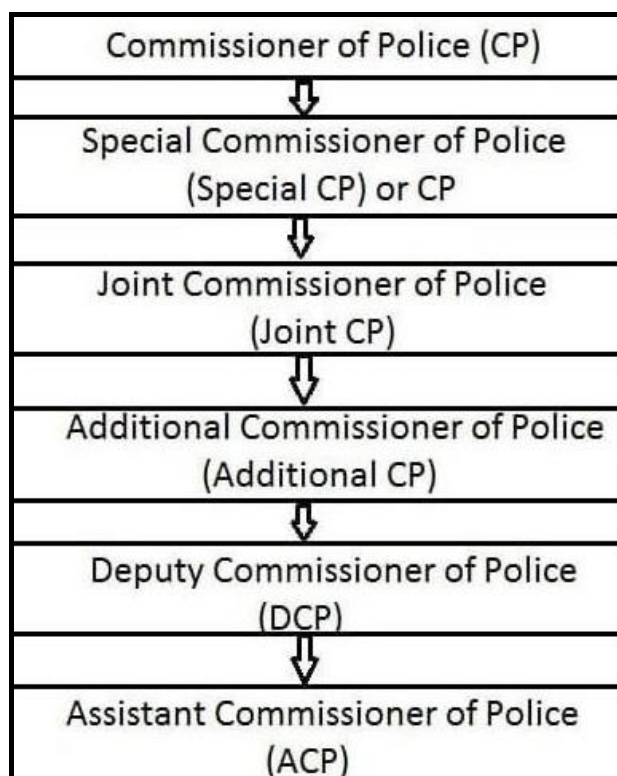 Commissioner of Police (CP)
Special Commissioner of Police
(Special CP) or CP
Joint Commissioner of Police
(Joint CP)
Additional Commissioner of Police
(Additional CP)
Deputy Commissioner of Police
(DCP)
Assistant Commissioner of Police
(ACP)